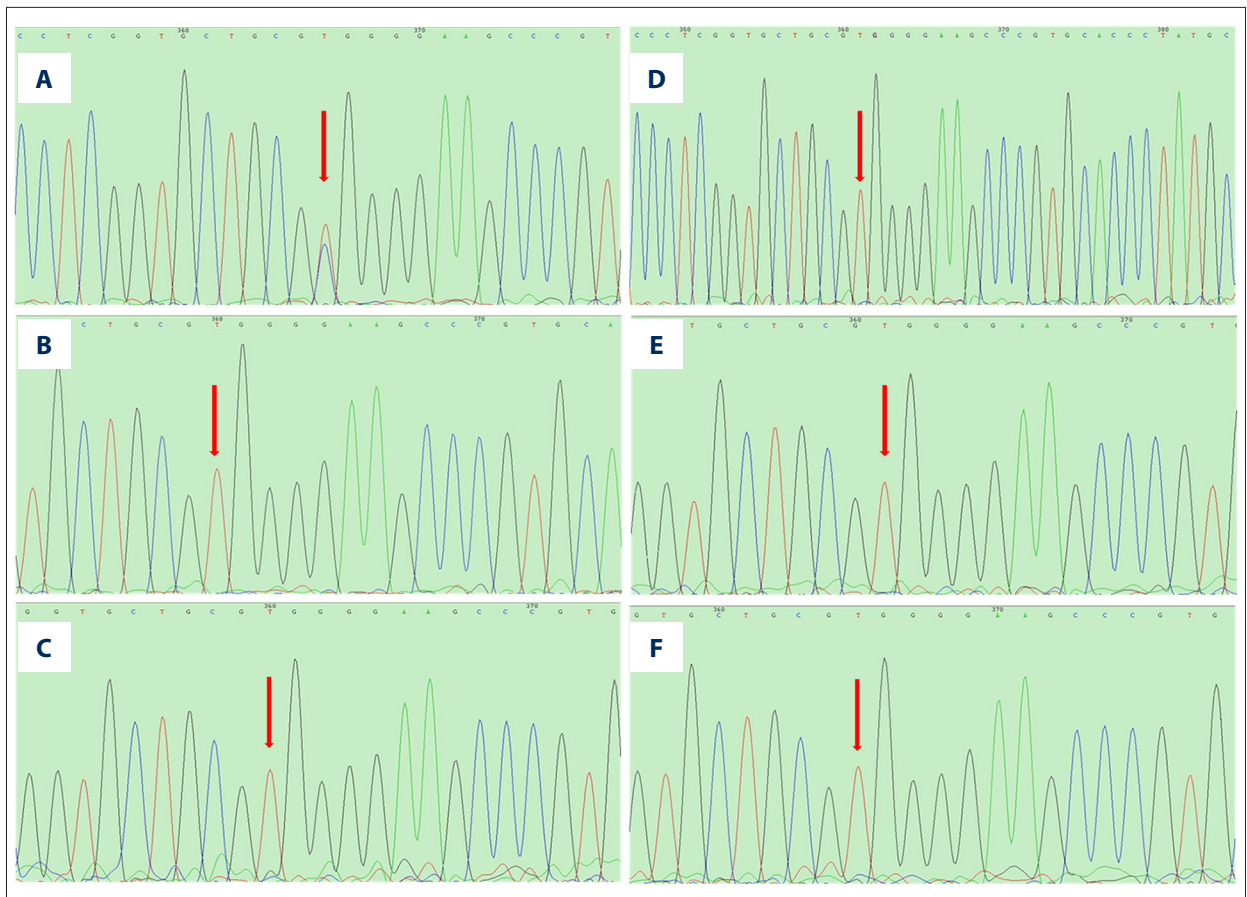 360 370
C C T C G G T G C T G C G T G G G G A A G C C C G T
A
350 360 370 380
C C C T C G G T G C T G C G T G G G G A A G C C C G T G C A C C C T A T G C
D
360 370
C T G C G T G G G G A A G C C C G T G C A
B
360 370
T G C T G C G T G G G G A A G C C C G T
E
360 370
G G T G C T G C G T G G G G A A G C C C G T G
C
360 370
G T G C T G C G T G G G G A A G C C C G T G
F